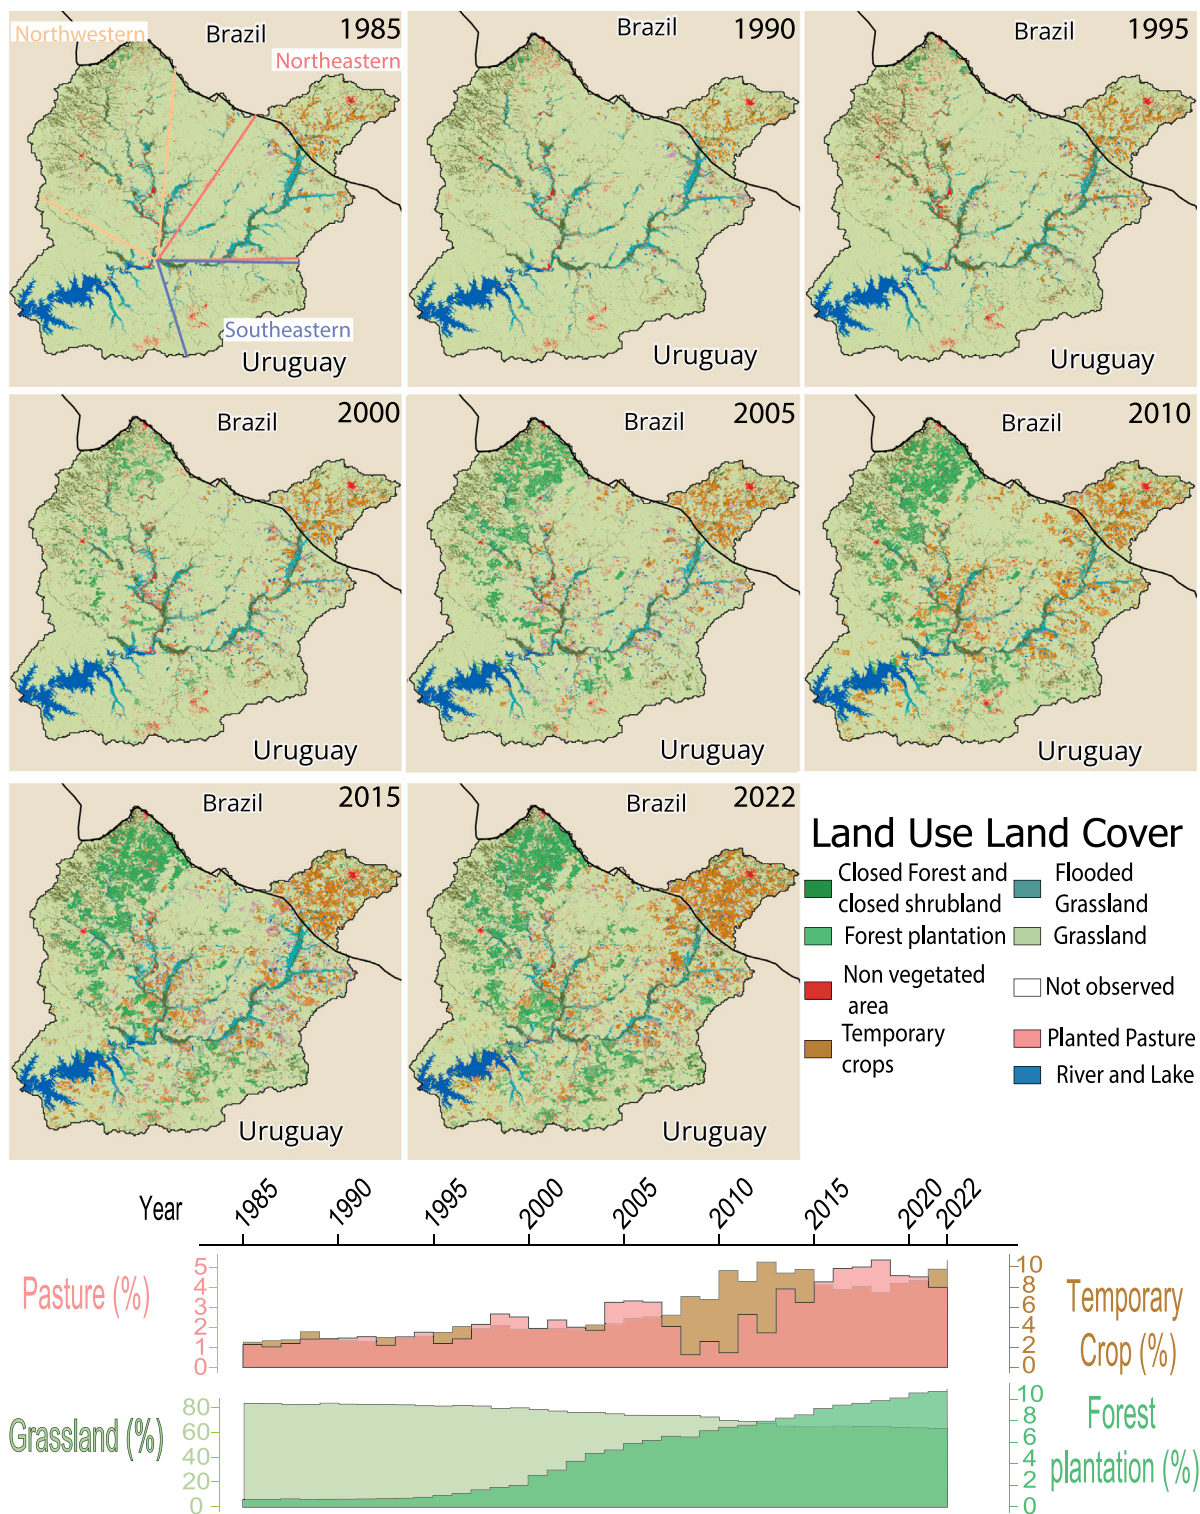 Northwestern
Brazil
1985
Northeastern
Southeastern
Uruguay
Brazil
1990
Uruguay
Brazil
1995
Uruguay
Brazil
2000
Uruguay
Brazil
2005
Uruguay
Brazil
2010
Uruguay
Brazil
2015
Uruguay
Brazil
2022
Uruguay
Land Use Land Cover
Closed Forest and
closed shrubland
Forest plantation
Non vegetated
area
Temporary
crops
Flooded
Grassland
Grassland
Not observed
Planted Pasture
River and Lake
Year
1985
1990
1995
2000
2005
2010
2015
2020
2022
Pasture (%)
5
4
3
2
1
0
10
8
6
4
2
0
Temporary
Crop (%)
Grassland (%)
80
60
40
20
0
10
8
6
4
2
0
Forest
plantation (%)